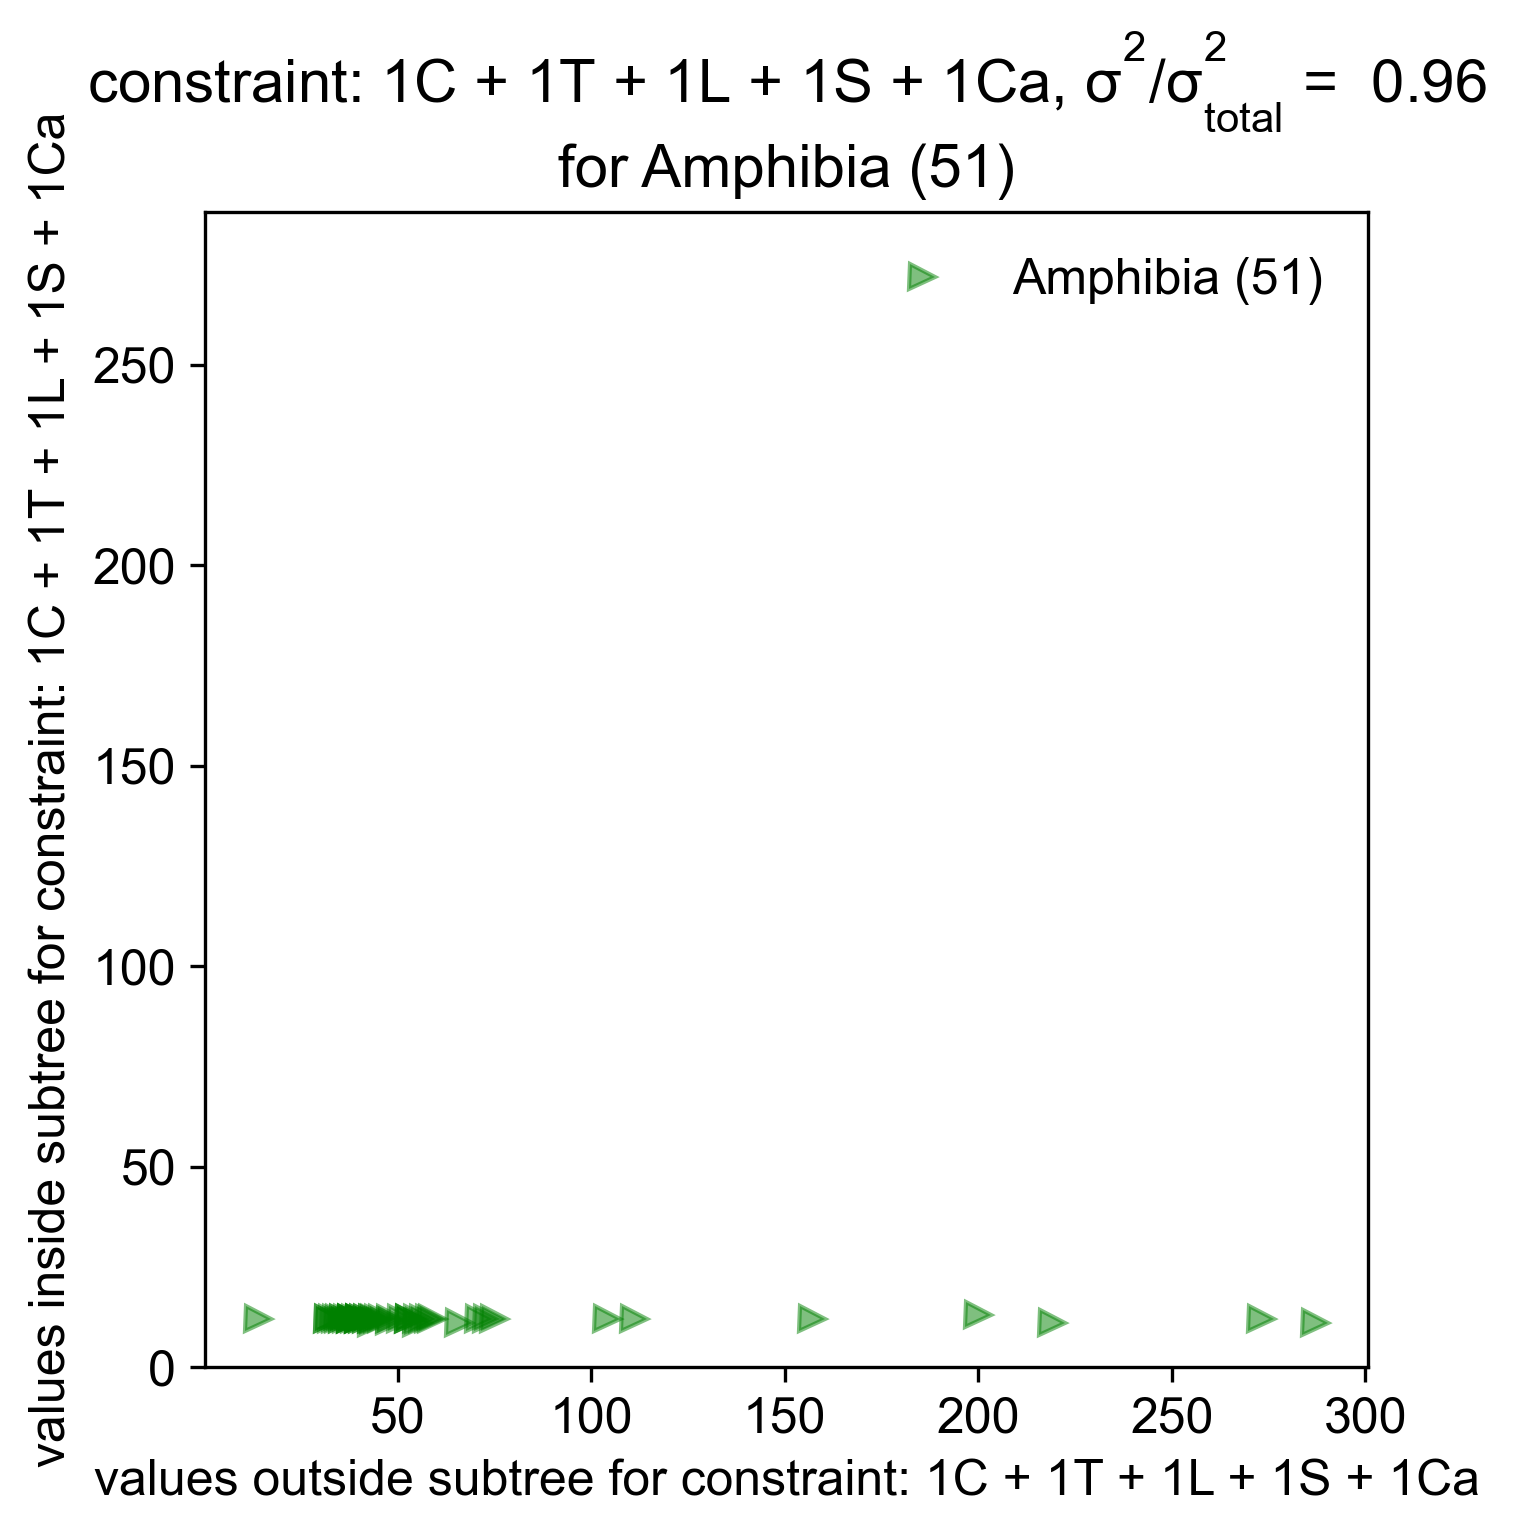 constraint: 1C + 1T + 1L + 1S + 1Ca, σ²/σ²total = 0.96
for Amphibia (51)
Amphibia (51)
values inside subtree for constraint: 1C + 1T + 1L + 1S + 1Ca
250
200
150
100
50
0
50 100 150 200 250 300
values outside subtree for constraint: 1C + 1T + 1L + 1S + 1Ca